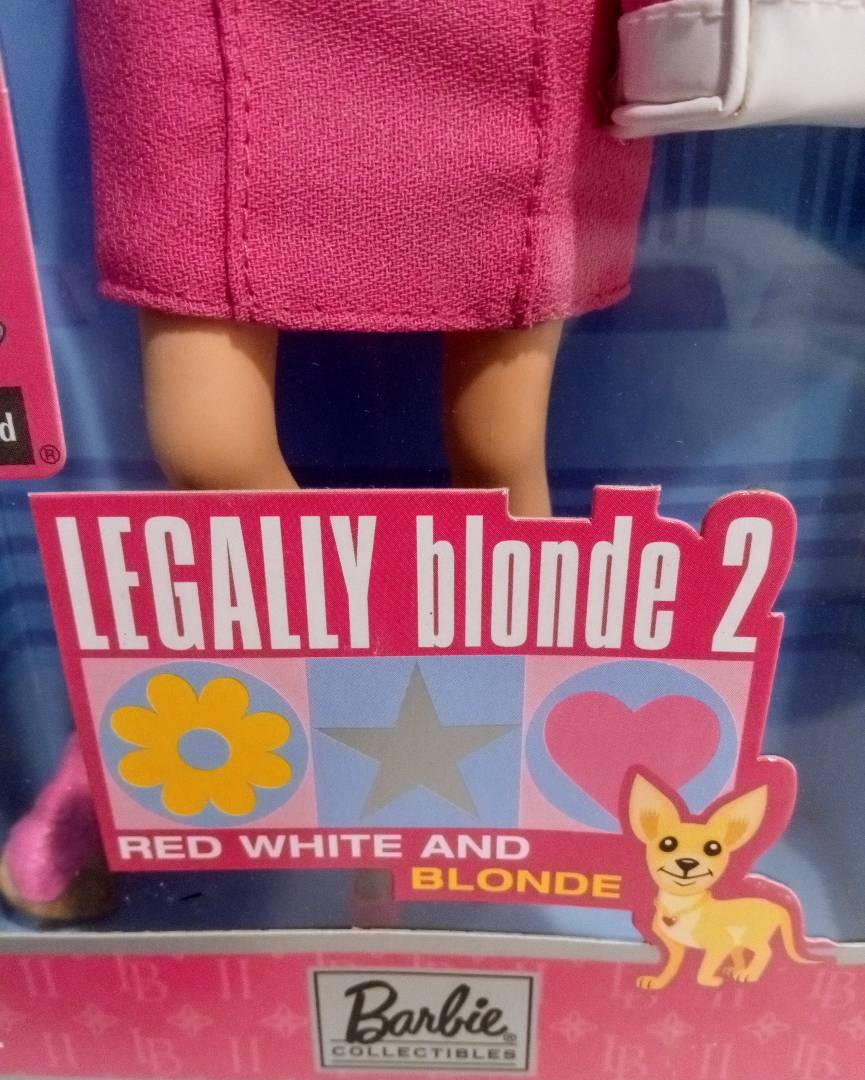 d
®
LEGALLY blonde 2
RED WHITE AND
BLONDE
Barbie®
COLLECTIBLES